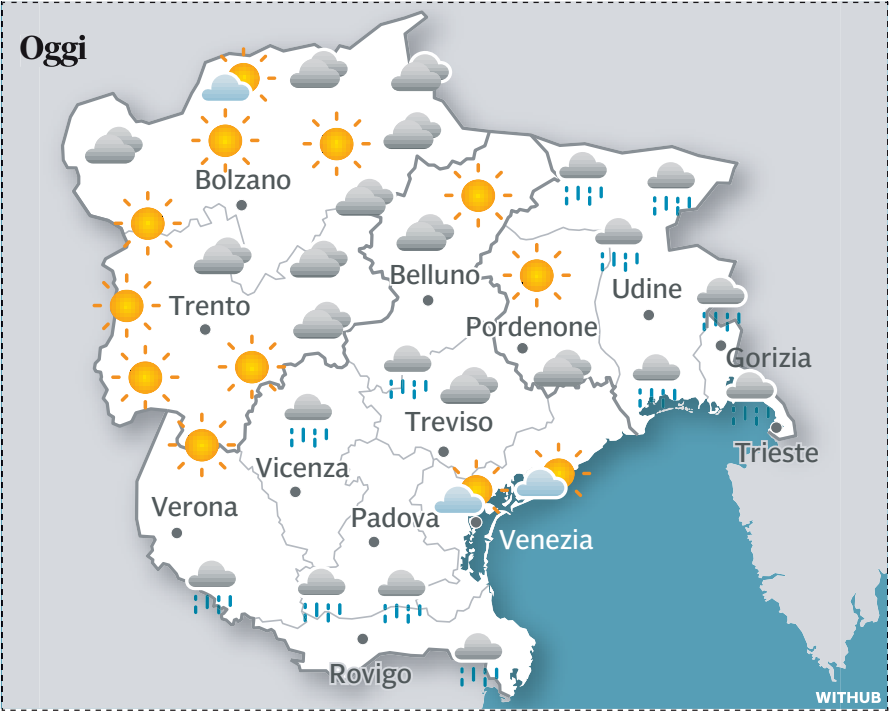 Oggi
Bolzano
Belluno
Trento
Udine
Pordenone
Gorizia
Treviso
Trieste
Vicenza
Verona
Padova
Venezia
Rovigo
WITHUB